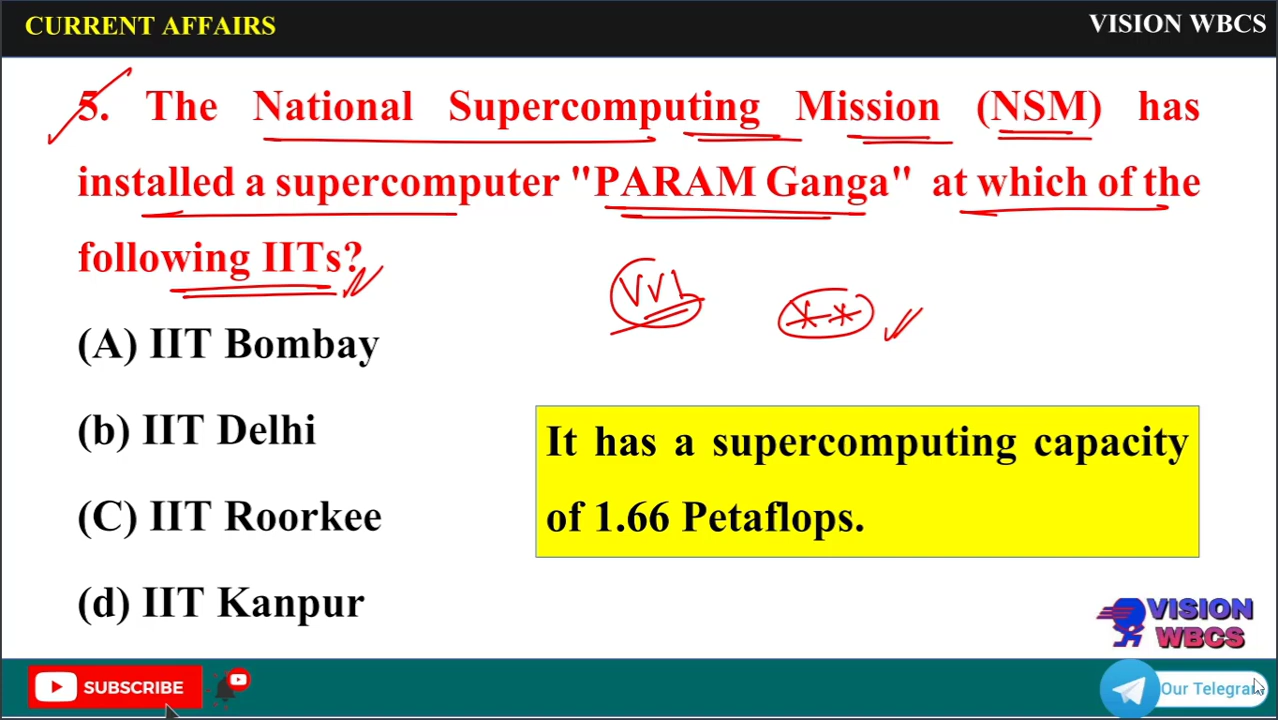 CURRENT AFFAIRS
VISION WBCS
5. The National Supercomputing Mission (NSM) has
installed a supercomputer "PARAM Ganga" at which of the
following IITs?
VVI
**
(A) IIT Bombay
(b) IIT Delhi
It has a supercomputing capacity
of 1.66 Petaflops.
(C) IIT Roorkee
(d) IIT Kanpur
VISION
WBCS
SUBSCRIBE
Our Telegram